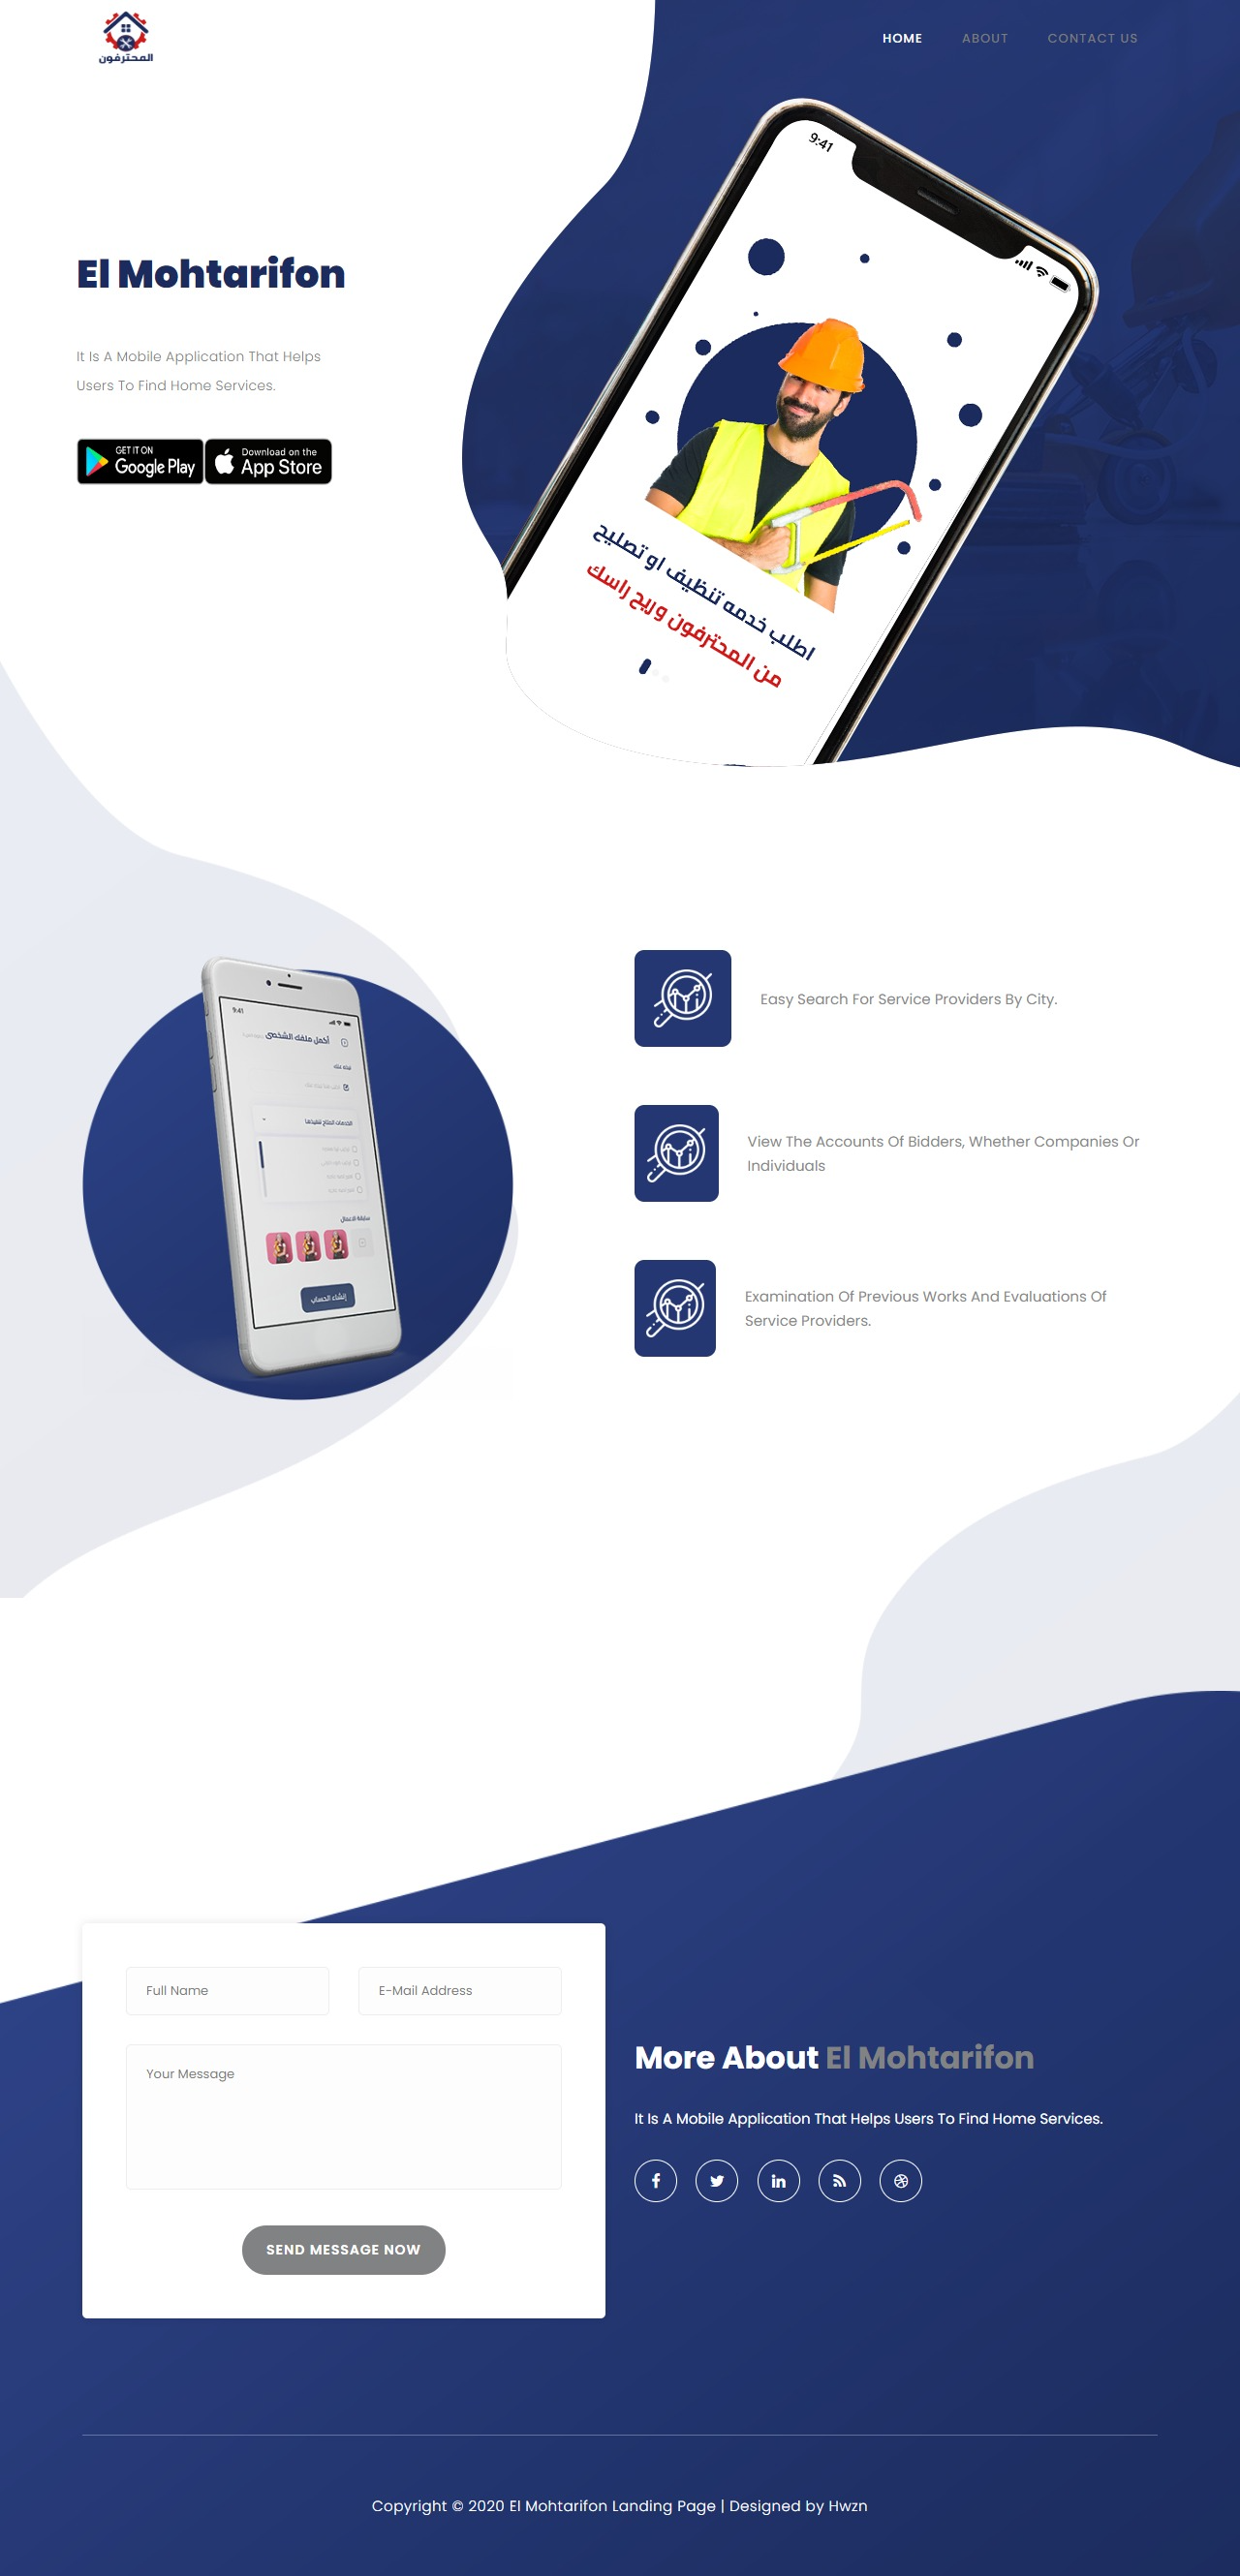 المحترفون
HOME
ABOUT
CONTACT US
9:41
El Mohtarifon
It Is A Mobile Application That Helps
Users To Find Home Services.
GET IT ON
Google Play
Download on the
App Store
اطلب خدمه تنظيف او تصليح
من المحترفون وريح راسك
9:41
أكمل ملفك الشخصي
نبذه عنك
الخدمات المتاح تنفيذها
سابقة الاعمال
إنشاء الحساب
Easy Search For Service Providers By City.
View The Accounts Of Bidders, Whether Companies Or
Individuals
Examination Of Previous Works And Evaluations Of
Service Providers.
Full Name
E-Mail Address
Your Message
SEND MESSAGE NOW
More About El Mohtarifon
It Is A Mobile Application That Helps Users To Find Home Services.
Copyright © 2020 El Mohtarifon Landing Page | Designed by Hwzn